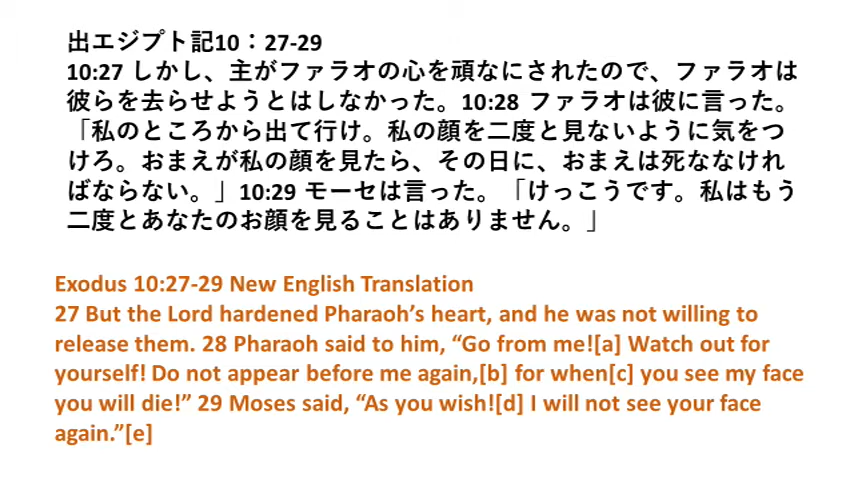 出エジプト記10：27-29
10:27 しかし、主がファラオの心を頑なにされたので、ファラオは
彼らを去らせようとはしなかった。10:28 ファラオは彼に言った。
「私のところから出て行け。私の顔を二度と見ないように気をつ
けろ。おまえが私の顔を見たら、その日に、おまえは死ななけれ
ばならない。」10:29 モーセは言った。「けっこうです。私はもう
二度とあなたのお顔を見ることはありません。」
Exodus 10:27-29 New English Translation
27 But the Lord hardened Pharaoh’s heart, and he was not willing to
release them. 28 Pharaoh said to him, “Go from me![a] Watch out for
yourself! Do not appear before me again,[b] for when[c] you see my face
you will die!” 29 Moses said, “As you wish![d] I will not see your face
again.”[e]